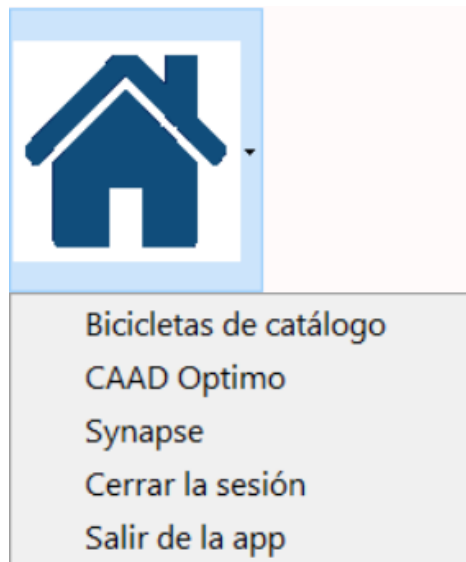 Bicicletas de catálogo
CAAD Optimo
Synapse
Cerrar la sesión
Salir de la app